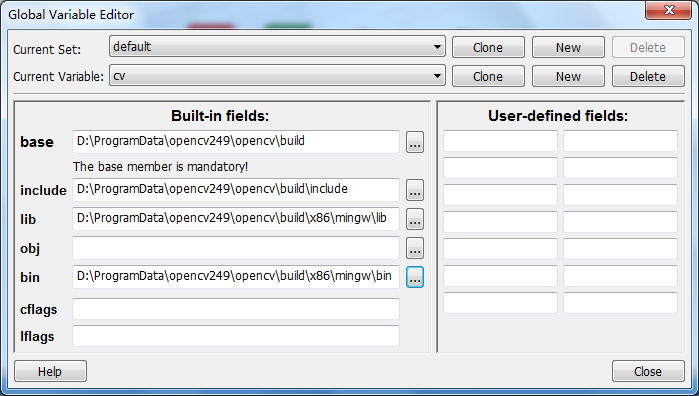 Global Variable Editor
Current Set: default Clone New Delete
Current Variable: cv Clone New Delete
Built-in fields: User-defined fields:
base D:\ProgramData\opencv249\opencv\build ...
The base member is mandatory!
include D:\ProgramData\opencv249\opencv\build\include ...
lib D:\ProgramData\opencv249\opencv\build\x86\mingw\lib ...
obj ...
bin D:\ProgramData\opencv249\opencv\build\x86\mingw\bin ...
cflags
lflags
Help Close